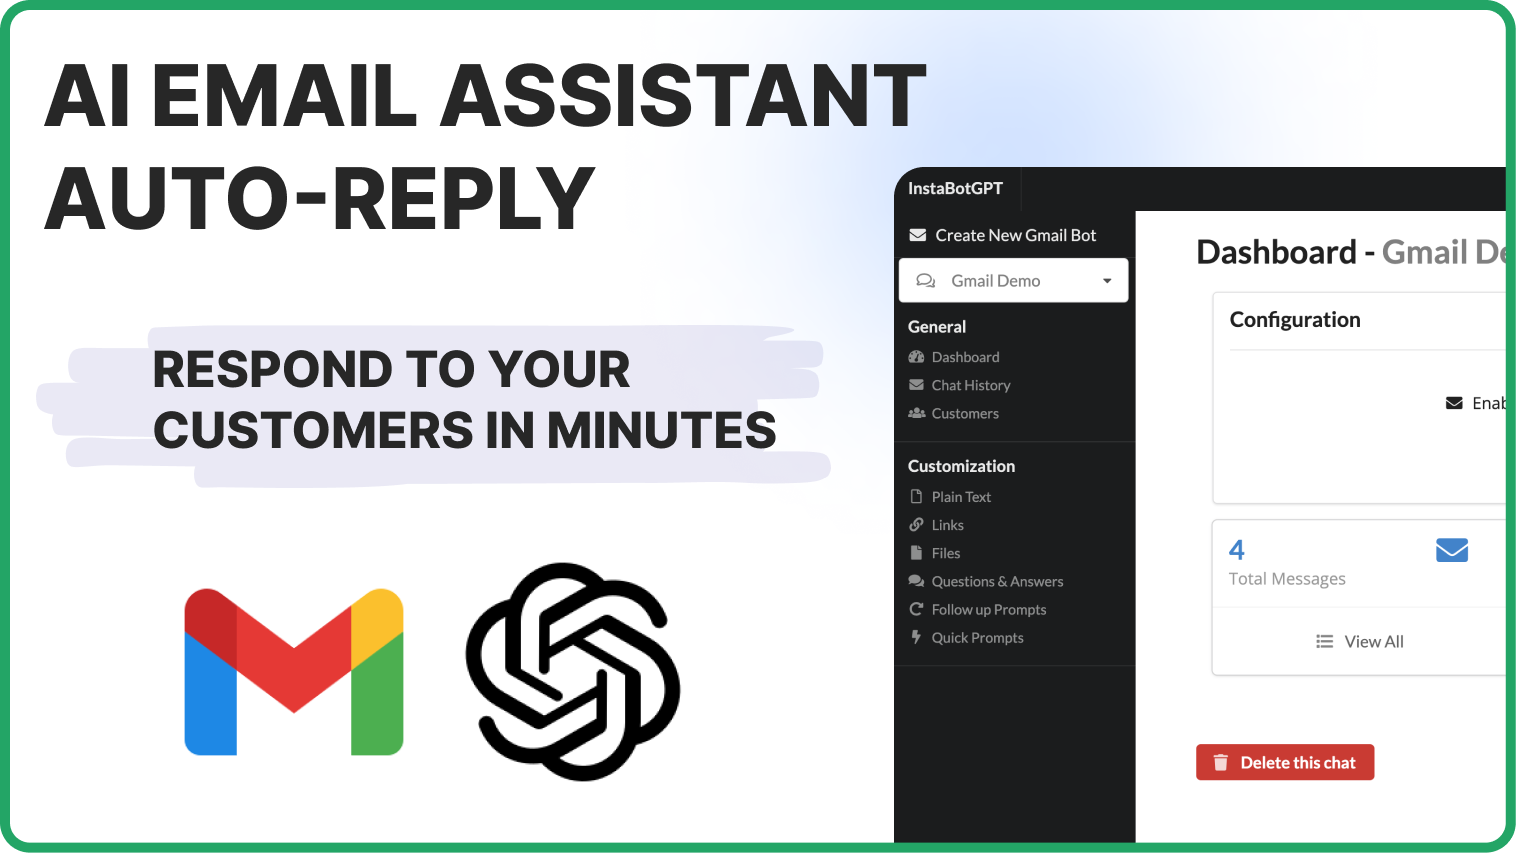 AI EMAIL ASSISTANT
AUTO-REPLY
RESPOND TO YOUR
CUSTOMERS IN MINUTES
InstaBotGPT
Create New Gmail Bot
Gmail Demo
General
Dashboard
Chat History
Customers
Customization
Plain Text
Links
Files
Questions & Answers
Follow up Prompts
Quick Prompts
Dashboard - Gmail De
Configuration
Enab
4
Total Messages
View All
Delete this chat